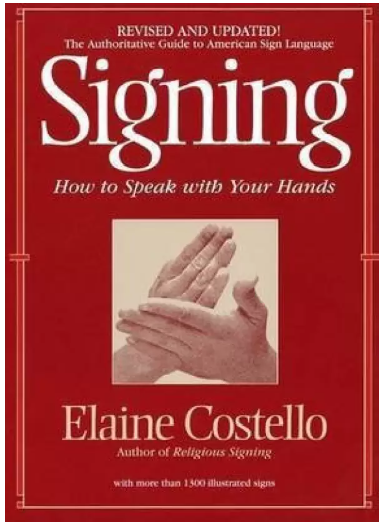 REVISED AND UPDATED!
The Authoritative Guide to American Sign Language
Signing
How to Speak with Your Hands
Elaine Costello
Author of Religious Signing
with more than 1300 illustrated signs